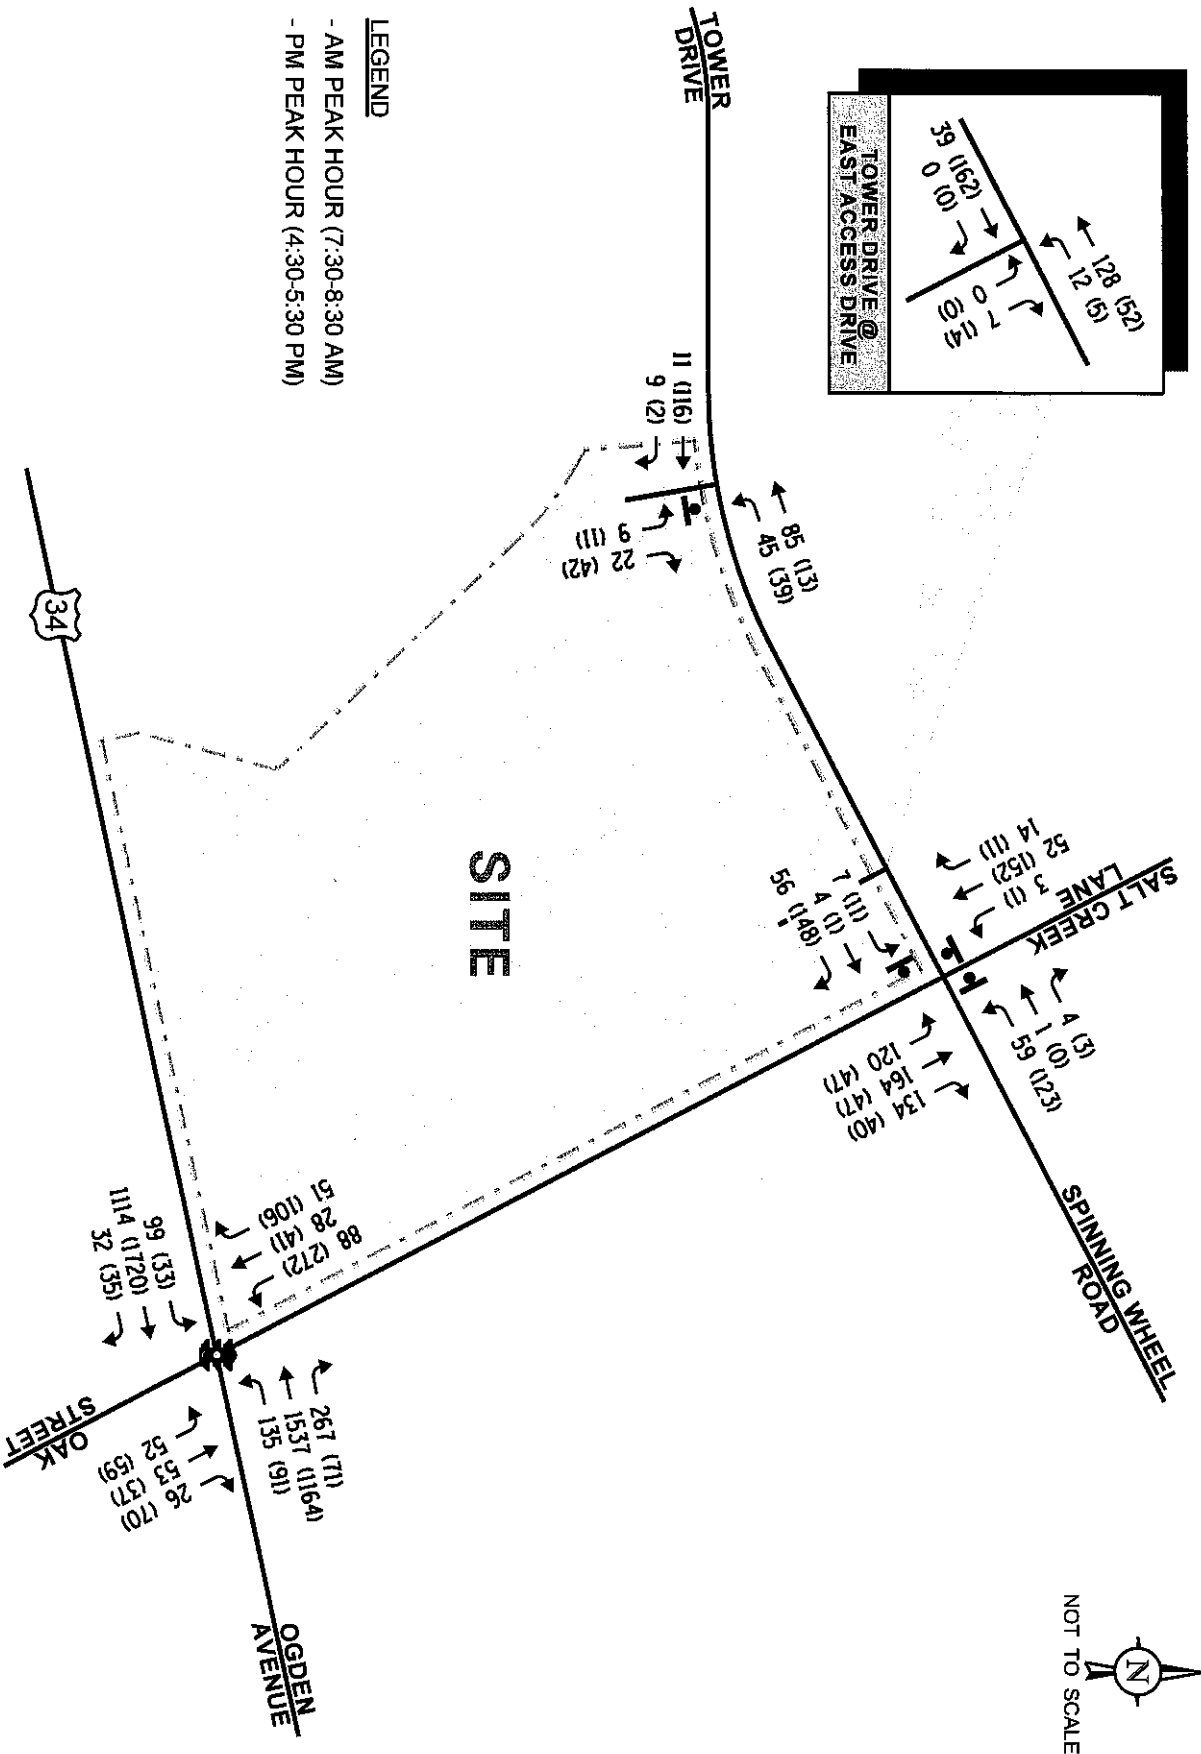 TOWER
DRIVE
128 (52)
12 (5)
39 (162)
0 (0)
7 (14)
0 (0)
TOWER DRIVE @
EAST ACCESS DRIVE
LEGEND
- AM PEAK HOUR (7:30-8:30 AM)
- PM PEAK HOUR (4:30-5:30 PM)
11 (116)
9 (2)
85 (13)
45 (39)
9 (11)
22 (42)
SALT CREEK
LANE
14 (11)
52 (152)
3 (1)
4 (3)
1 (0)
59 (123)
7 (11)
4 (1)
56 (148)
120 (47)
164 (47)
134 (40)
SPINNING WHEEL
ROAD
SITE
34
51 (106)
28 (41)
88 (272)
99 (33)
1114 (1720)
32 (35)
267 (71)
1537 (1164)
135 (91)
52 (59)
53 (37)
26 (70)
OAK
STREET
OGDEN
AVENUE
N
NOT TO SCALE